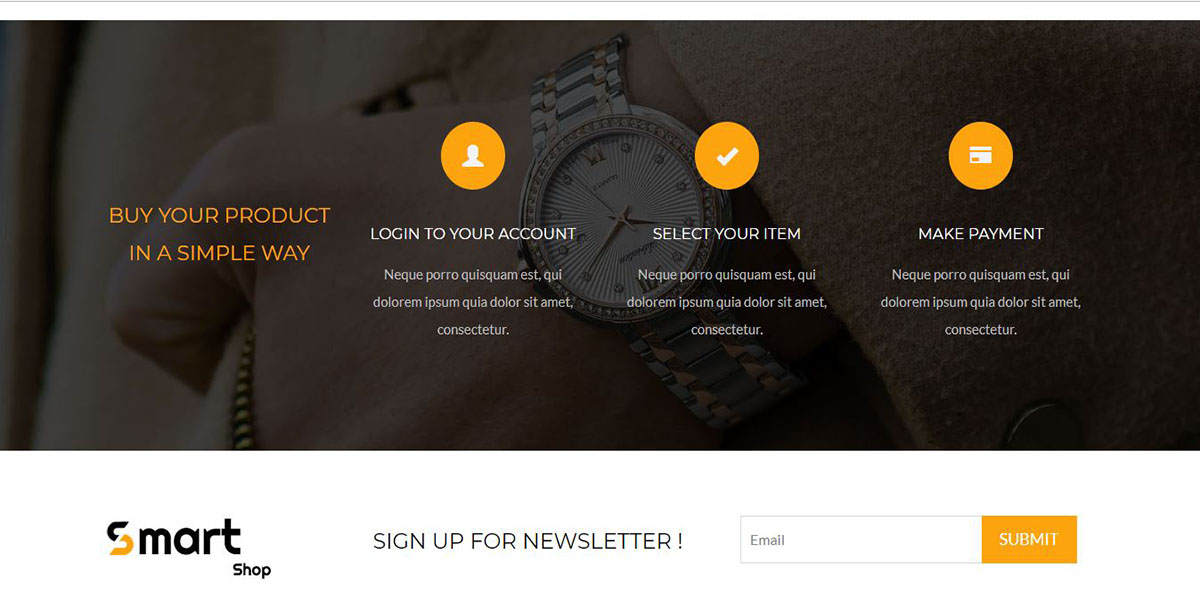 BUY YOUR PRODUCT
IN A SIMPLE WAY
LOGIN TO YOUR ACCOUNT
Neque porro quisquam est, qui
dolorem ipsum quia dolor sit amet,
consectetur.
SELECT YOUR ITEM
Neque porro quisquam est, qui
dolorem ipsum quia dolor sit amet,
consectetur.
MAKE PAYMENT
Neque porro quisquam est, qui
dolorem ipsum quia dolor sit amet,
consectetur.
Smart
Shop
SIGN UP FOR NEWSLETTER !
Email
SUBMIT